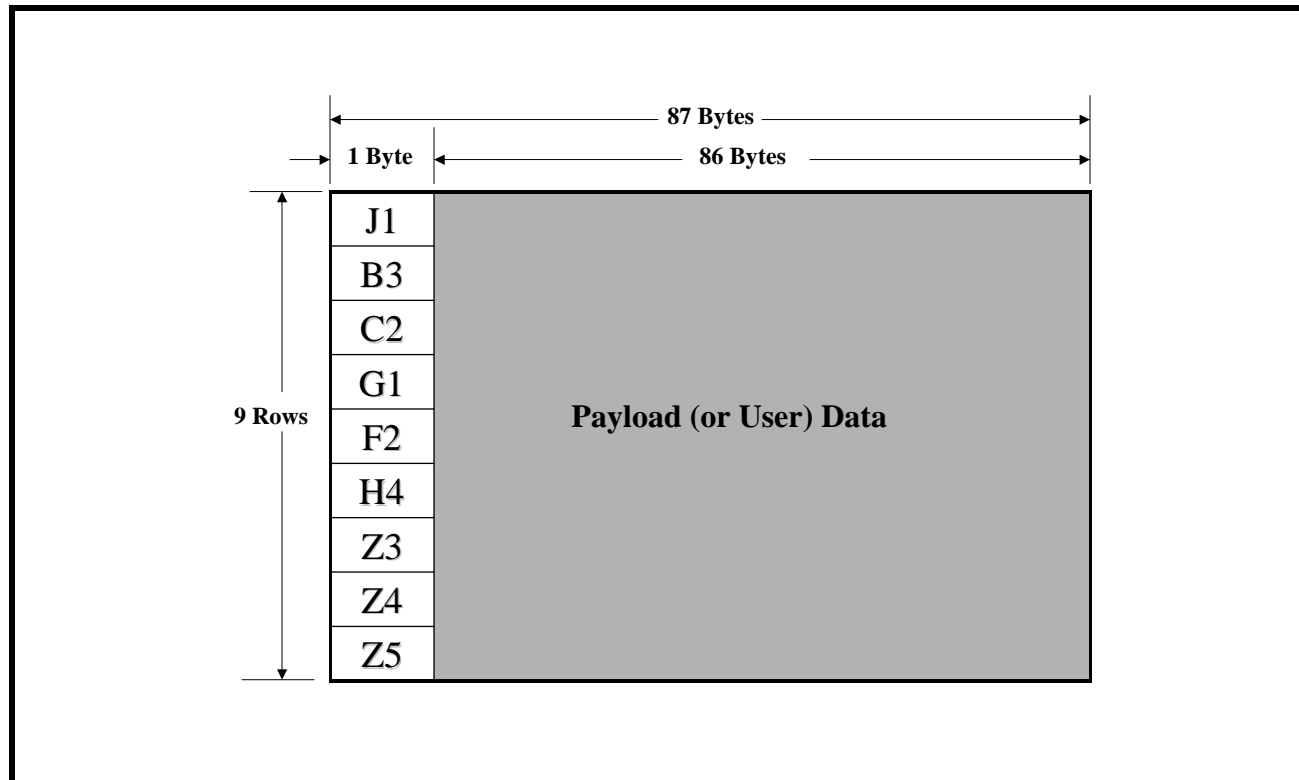 87 Bytes
1 Byte
86 Bytes
J1
B3
C2
G1
F2
H4
Z3
Z4
Z5
9 Rows
Payload (or User) Data